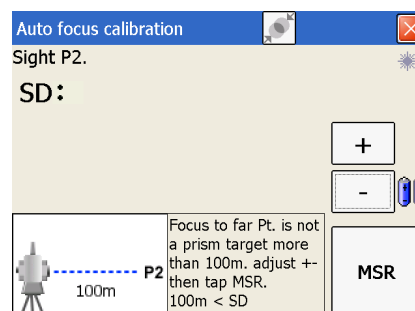 Auto focus calibration
Sight P2.
SD:
+
-
Focus to far Pt. is not
a prism target more
than 100m. adjust +-
then tap MSR.
100m < SD
P2
100m
MSR